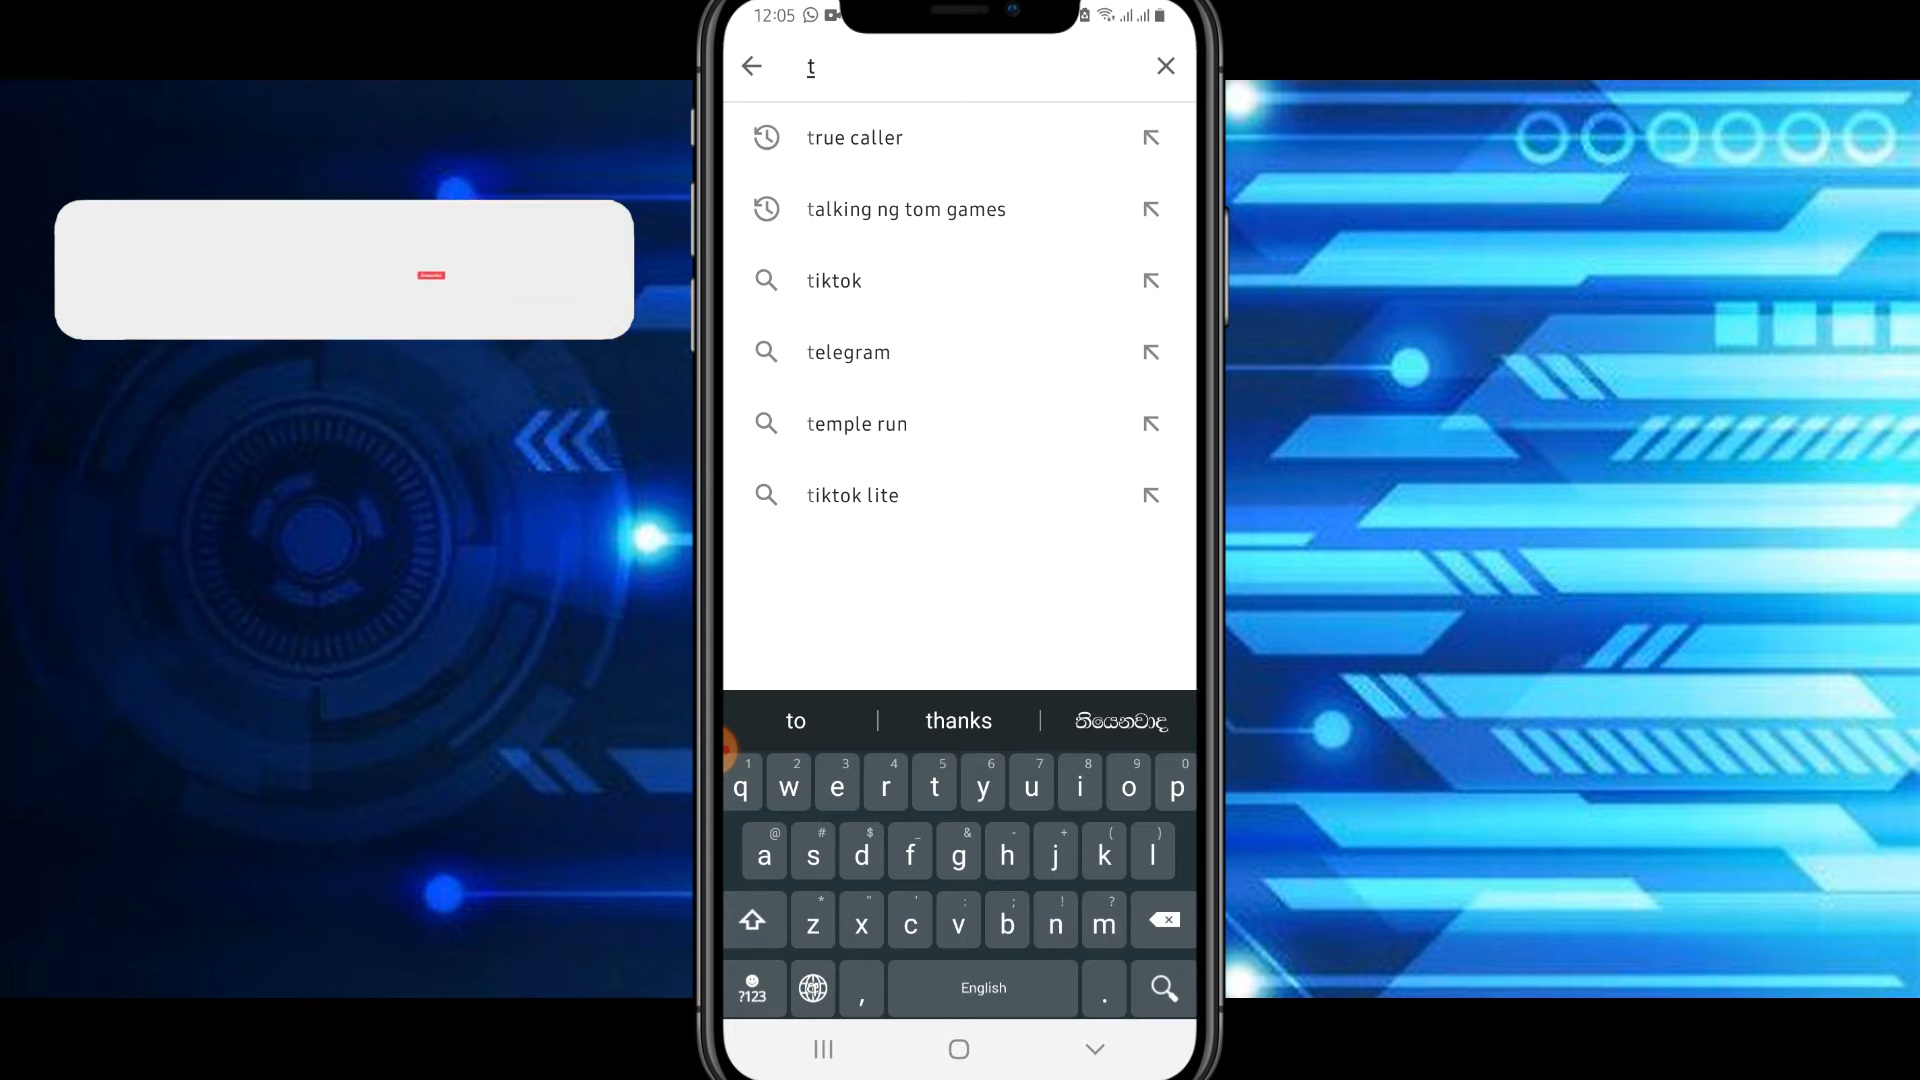 12:05
t
true caller
talking ng tom games
tiktok
telegram
temple run
tiktok lite
to thanks තියෙනවාද
1 2 3 4 5 6 7 8 9 0
q w e r t y u i o p
@ # $ _ & - + ( )
a s d f g h j k l
* " ' : ; ! ?
z x c v b n m
?123 , English .